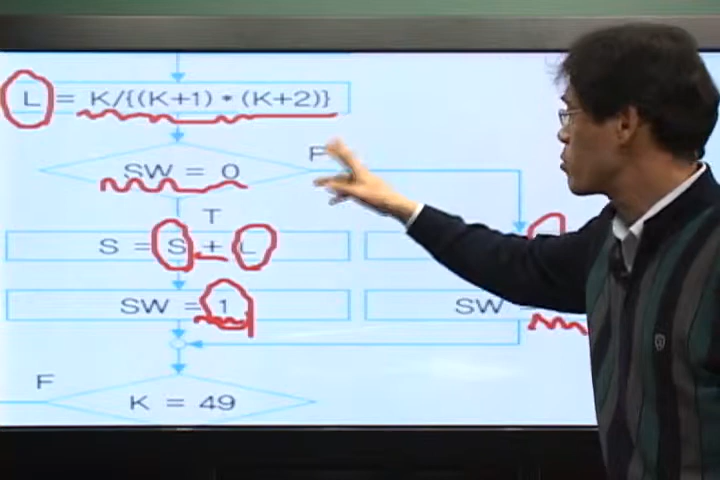 L = K/{(K+1) * (K+2)}
SW = 0
F
T
S = S + L
SW = 1
SW =
F
K = 49